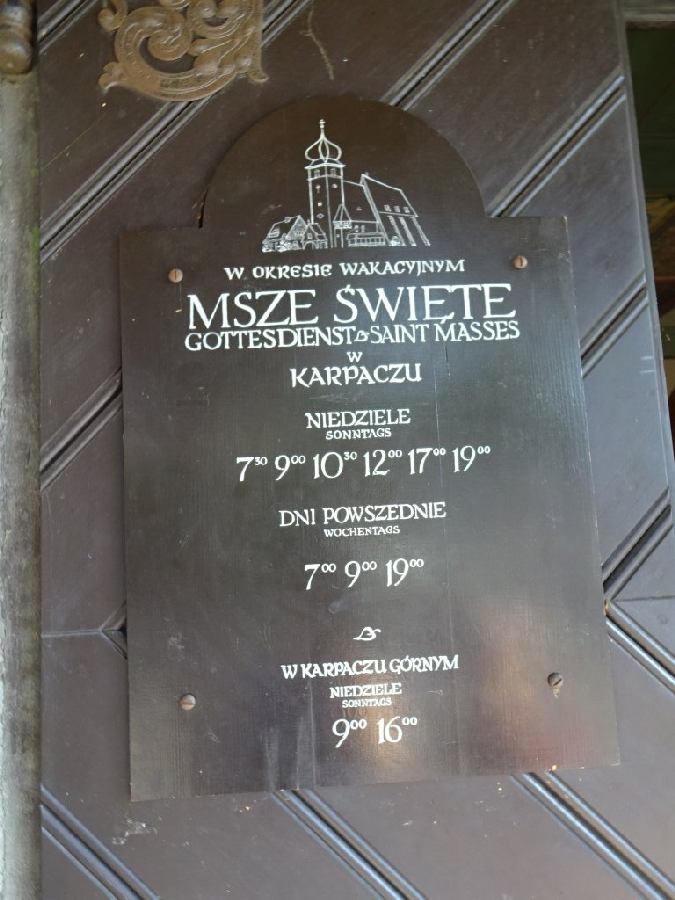 W OKRESIE WAKACYJNYM
MSZE ŚWIĘTE
GOTTESDIENST SAINT MASSES
W
KARPACZU
NIEDZIELE
SONNTAGS
7³⁰ 9⁰⁰ 10³⁰ 12⁰⁰ 17⁰⁰ 19⁰⁰
DNI POWSZEDNIE
WOCHENTAGS
7⁰⁰ 9⁰⁰ 19⁰⁰
W KARPACZU GÓRNYM
NIEDZIELE
SONNTAGS
9⁰⁰ 16⁰⁰